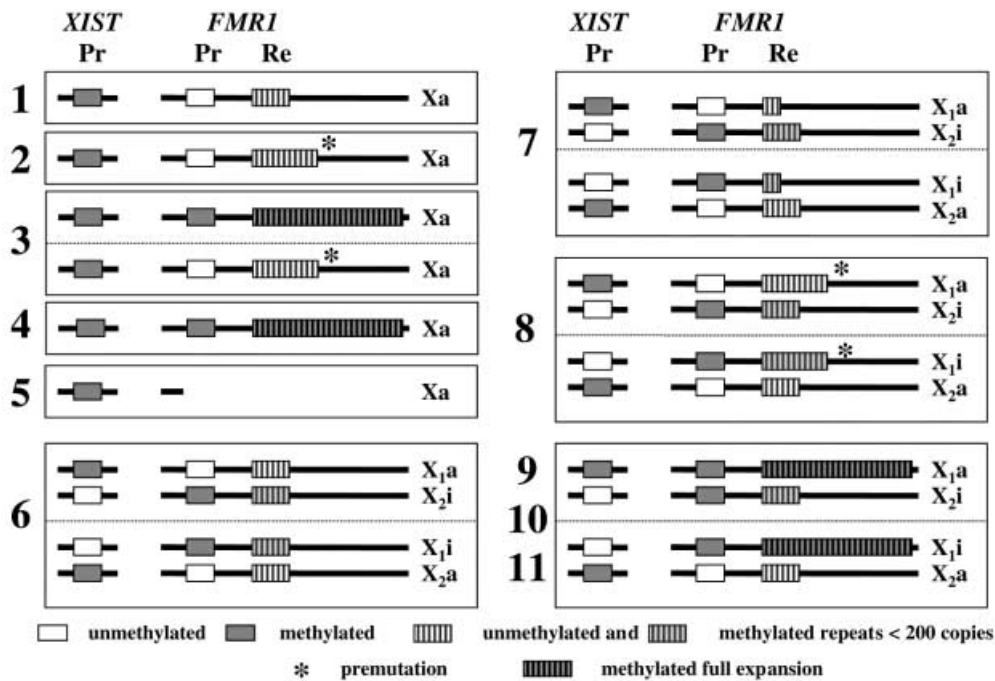 XIST FMR1
Pr Pr Re
1 Xa
2 * Xa
3 Xa
* Xa
4 Xa
5 Xa
6 X1a
X2i
X1i
X2a
XIST FMR1
Pr Pr Re
7 X1a
X2i
X1i
X2a
8 * X1a
X2i
* X1i
X2a
9 X1a
X2i
10
11 X1i
X2a
unmethylated methylated unmethylated and methylated repeats < 200 copies
* premutation methylated full expansion